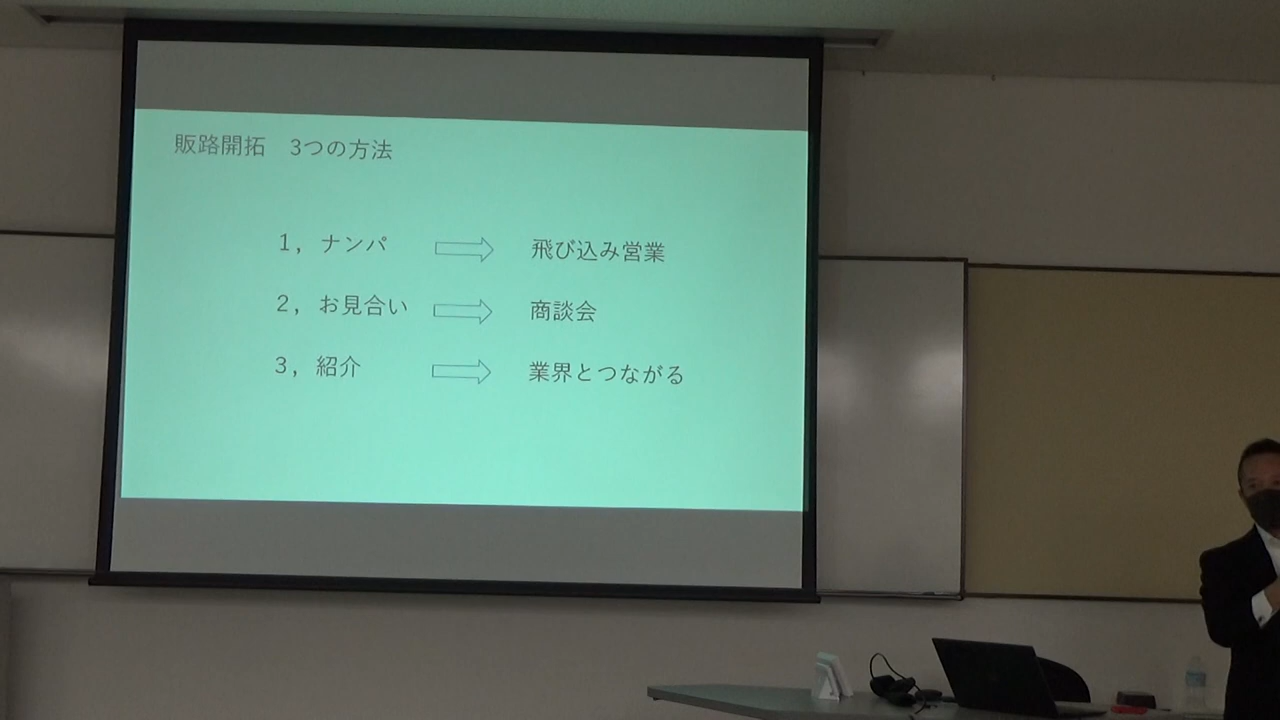 販路開拓　3つの方法
1，ナンパ　⇨　飛び込み営業
2，お見合い　⇨　商談会
3，紹介　⇨　業界とつながる